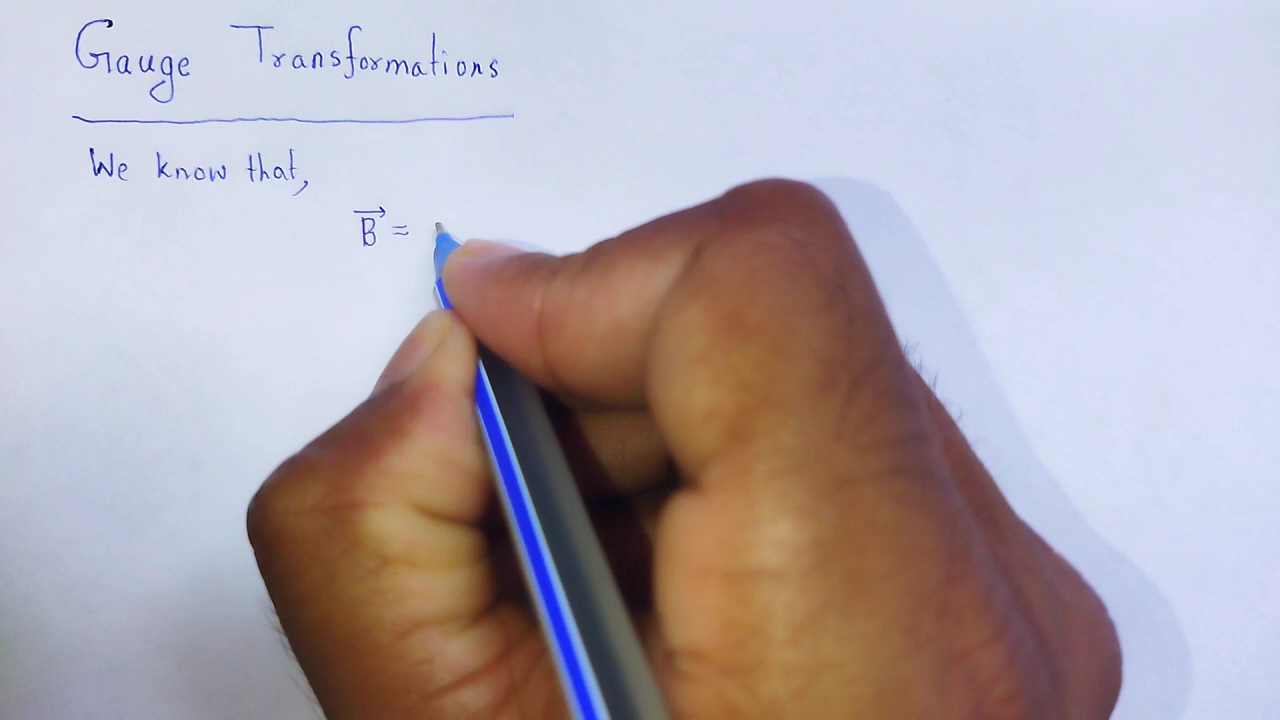 Gauge Transformations
We know that,
B⃗ =